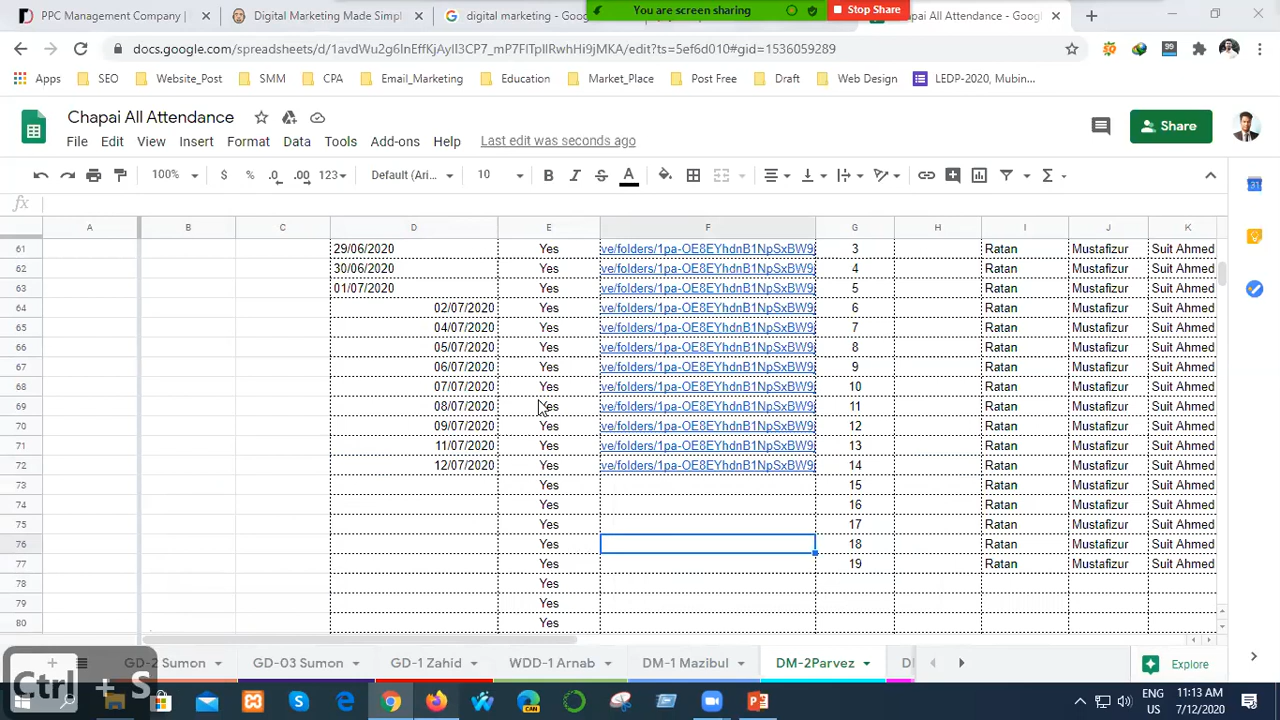 PPC Management Consu
Digital Marketing Made Simpl
digital marketing - Goo
You are screen sharing
Stop Share
apai All Attendance - Goog
docs.google.com/spreadsheets/d/1avdWu2g6InEffKjAyIl3CP7_mP7FlTpllRwhHi9jMKA/edit?ts=5ef6d010#gid=1536059289
99
Apps SEO Website_Post SMM CPA Email_Marketing Education Market_Place Post Free Draft Web Design LEDP-2020, Mubin...
Chapai All Attendance
File Edit View Insert Format Data Tools Add-ons Help Last edit was seconds ago
Share
100% $ % .0 .00 123 Default (Ari... 10 B I S A Σ
fx
A B C D E F G H I J K
61 29/06/2020 Yes ve/folders/1pa-OE8EYhdnB1NpSxBW9 3 Ratan Mustafizur Suit Ahmed
62 30/06/2020 Yes ve/folders/1pa-OE8EYhdnB1NpSxBW9 4 Ratan Mustafizur Suit Ahmed
63 01/07/2020 Yes ve/folders/1pa-OE8EYhdnB1NpSxBW9 5 Ratan Mustafizur Suit Ahmed
64 02/07/2020 Yes ve/folders/1pa-OE8EYhdnB1NpSxBW9 6 Ratan Mustafizur Suit Ahmed
65 04/07/2020 Yes ve/folders/1pa-OE8EYhdnB1NpSxBW9 7 Ratan Mustafizur Suit Ahmed
66 05/07/2020 Yes ve/folders/1pa-OE8EYhdnB1NpSxBW9 8 Ratan Mustafizur Suit Ahmed
67 06/07/2020 Yes ve/folders/1pa-OE8EYhdnB1NpSxBW9 9 Ratan Mustafizur Suit Ahmed
68 07/07/2020 Yes ve/folders/1pa-OE8EYhdnB1NpSxBW9 10 Ratan Mustafizur Suit Ahmed
69 08/07/2020 Yes ve/folders/1pa-OE8EYhdnB1NpSxBW9 11 Ratan Mustafizur Suit Ahmed
70 09/07/2020 Yes ve/folders/1pa-OE8EYhdnB1NpSxBW9 12 Ratan Mustafizur Suit Ahmed
71 11/07/2020 Yes ve/folders/1pa-OE8EYhdnB1NpSxBW9 13 Ratan Mustafizur Suit Ahmed
72 12/07/2020 Yes ve/folders/1pa-OE8EYhdnB1NpSxBW9 14 Ratan Mustafizur Suit Ahmed
73 Yes 15 Ratan Mustafizur Suit Ahmed
74 Yes 16 Ratan Mustafizur Suit Ahmed
75 Yes 17 Ratan Mustafizur Suit Ahmed
76 Yes 18 Ratan Mustafizur Suit Ahmed
77 Yes 19 Ratan Mustafizur Suit Ahmed
78 Yes
79 Yes
80 Yes
GD-2 Sumon GD-03 Sumon GD-1 Zahid WDD-1 Arnab DM-1 Mazibul DM-2Parvez Explore
Ctrl + S
CAN
ENG
US
11:13 AM
7/12/2020